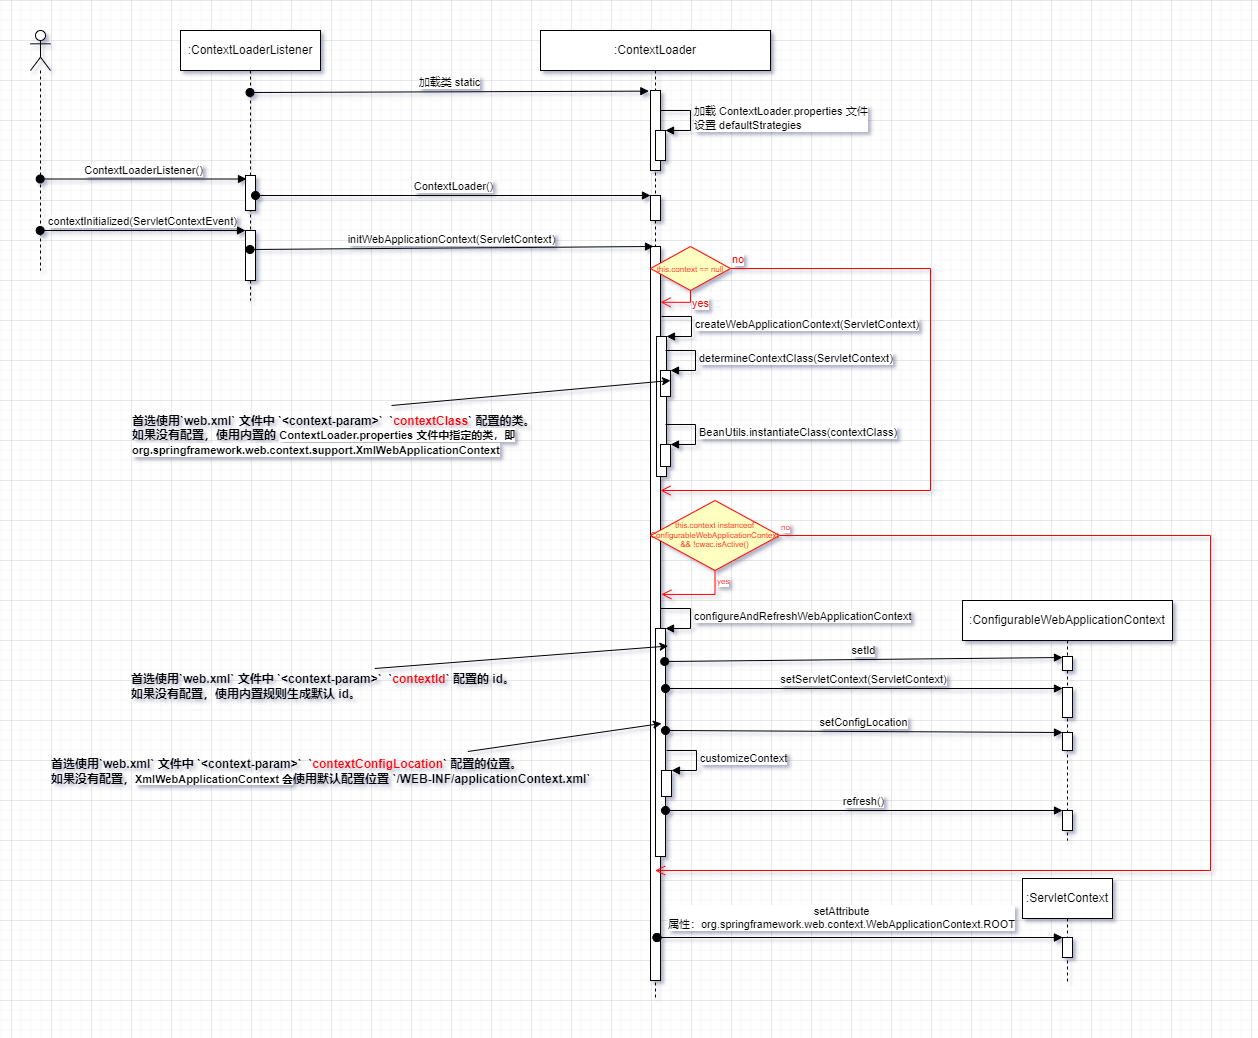 :ContextLoaderListener
:ContextLoader
加载类 static
加载 ContextLoader.properties 文件
设置 defaultStrategies
ContextLoaderListener()
ContextLoader()
contextInitialized(ServletContextEvent)
initWebApplicationContext(ServletContext)
this.context == null
no
yes
createWebApplicationContext(ServletContext)
determineContextClass(ServletContext)
首选使用`web.xml` 文件中 `<context-param>` `contextClass` 配置的类。
如果没有配置，使用内置的 ContextLoader.properties 文件中指定的类，即
org.springframework.web.context.support.XmlWebApplicationContext
BeanUtils.instantiateClass(contextClass)
this.context instanceof
ConfigurableWebApplicationContext
&& !cwac.isActive()
no
yes
configureAndRefreshWebApplicationContext
:ConfigurableWebApplicationContext
setId
首选使用`web.xml` 文件中 `<context-param>` `contextId` 配置的 id。
如果没有配置，使用内置规则生成默认 id。
setServletContext(ServletContext)
setConfigLocation
首选使用`web.xml` 文件中 `<context-param>` `contextConfigLocation` 配置的位置。
如果没有配置，XmlWebApplicationContext 会使用默认配置位置 `/WEB-INF/applicationContext.xml`
customizeContext
refresh()
:ServletContext
setAttribute
属性：org.springframework.web.context.WebApplicationContext.ROOT